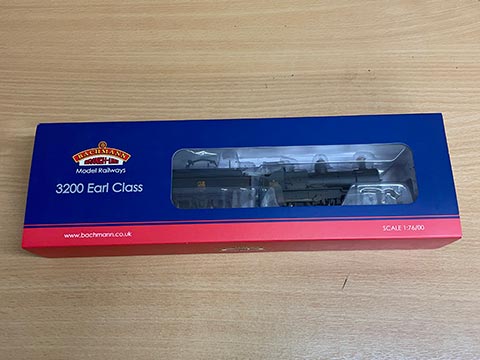 BACHMANN
BRANCH-LINE
Model Railways
3200 Earl Class
www.bachmann.co.uk
SCALE 1:76/00